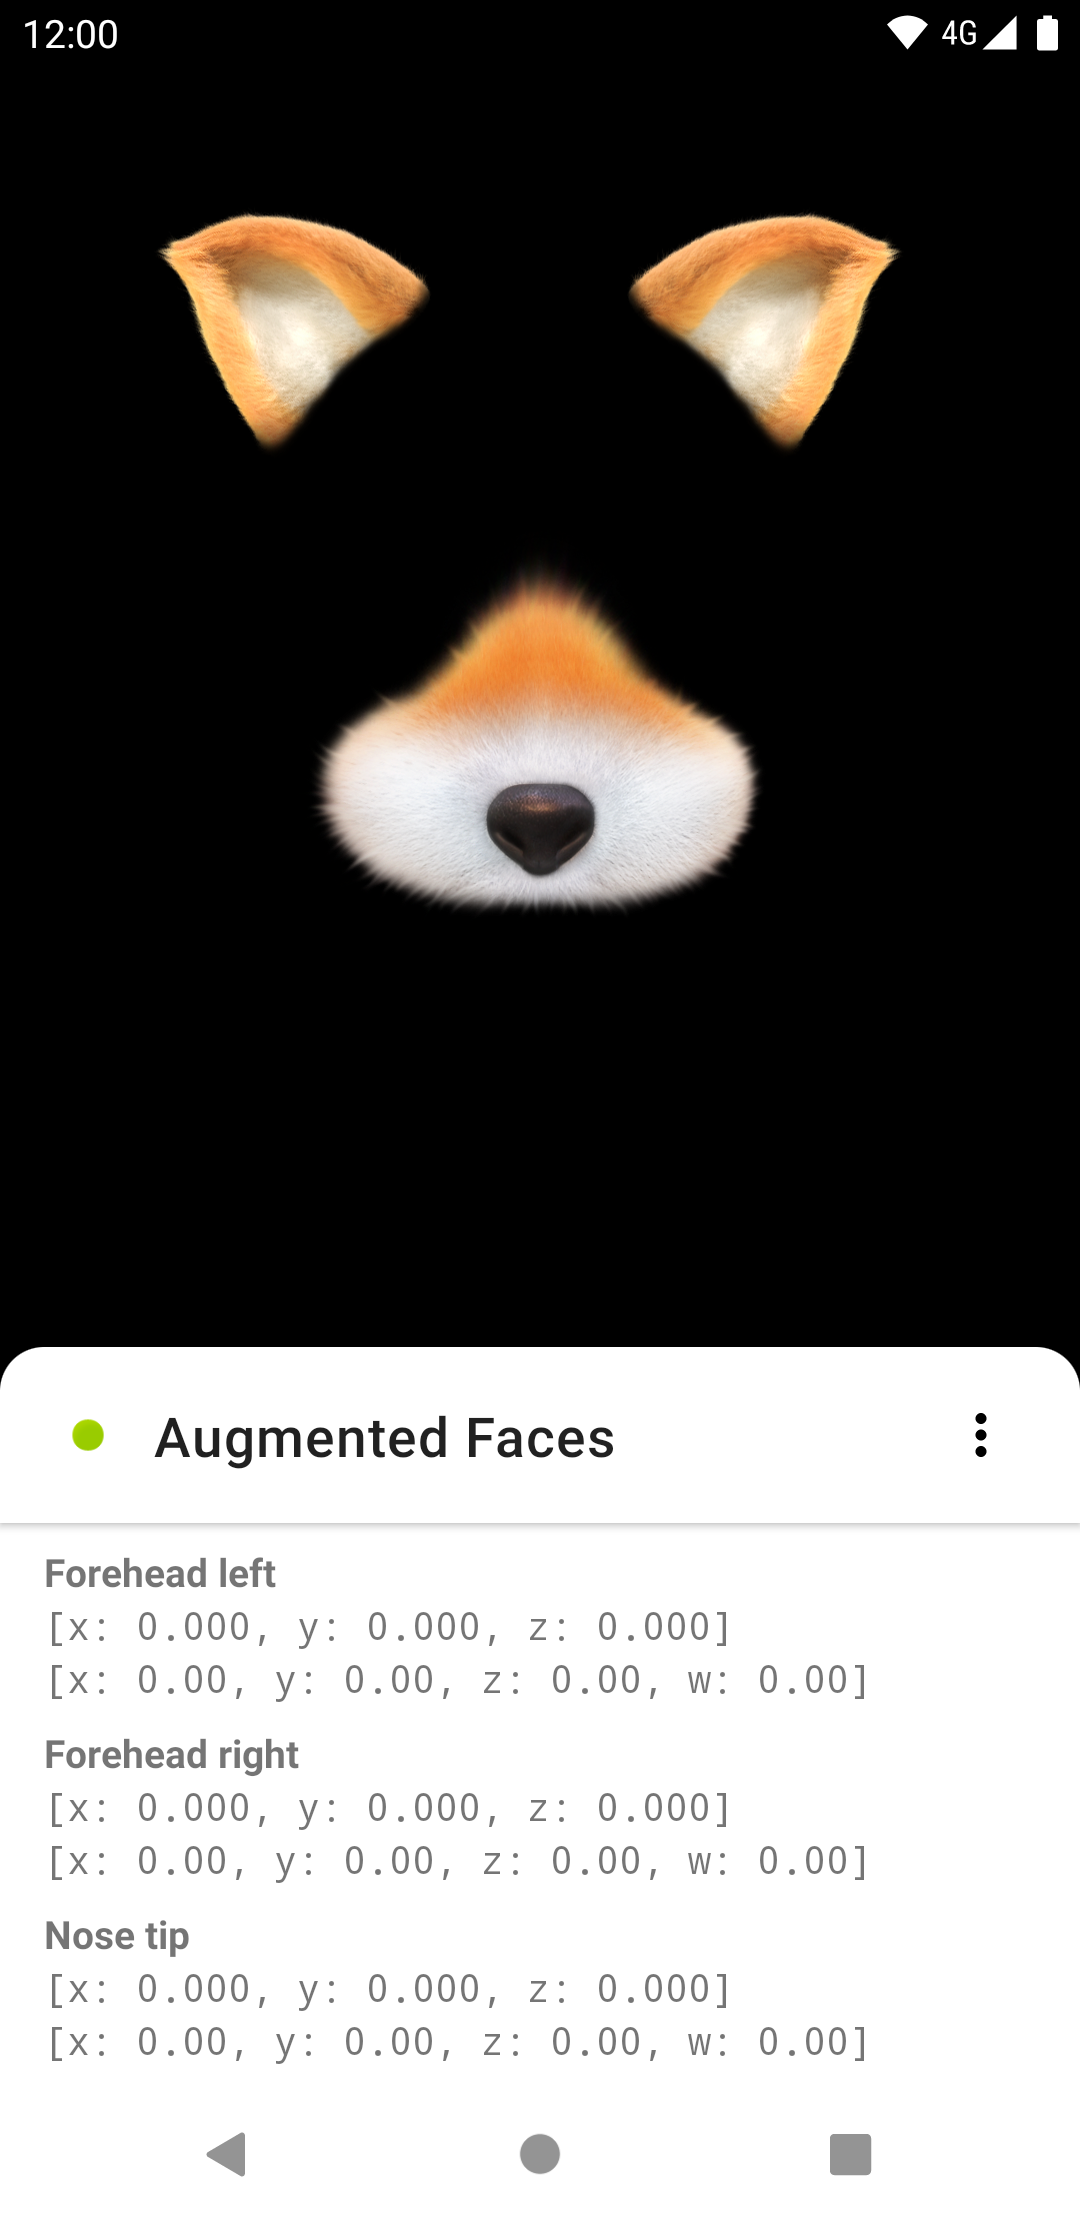 12:00 4G
Augmented Faces
Forehead left
[x: 0.000, y: 0.000, z: 0.000]
[x: 0.00, y: 0.00, z: 0.00, w: 0.00]
Forehead right
[x: 0.000, y: 0.000, z: 0.000]
[x: 0.00, y: 0.00, z: 0.00, w: 0.00]
Nose tip
[x: 0.000, y: 0.000, z: 0.000]
[x: 0.00, y: 0.00, z: 0.00, w: 0.00]